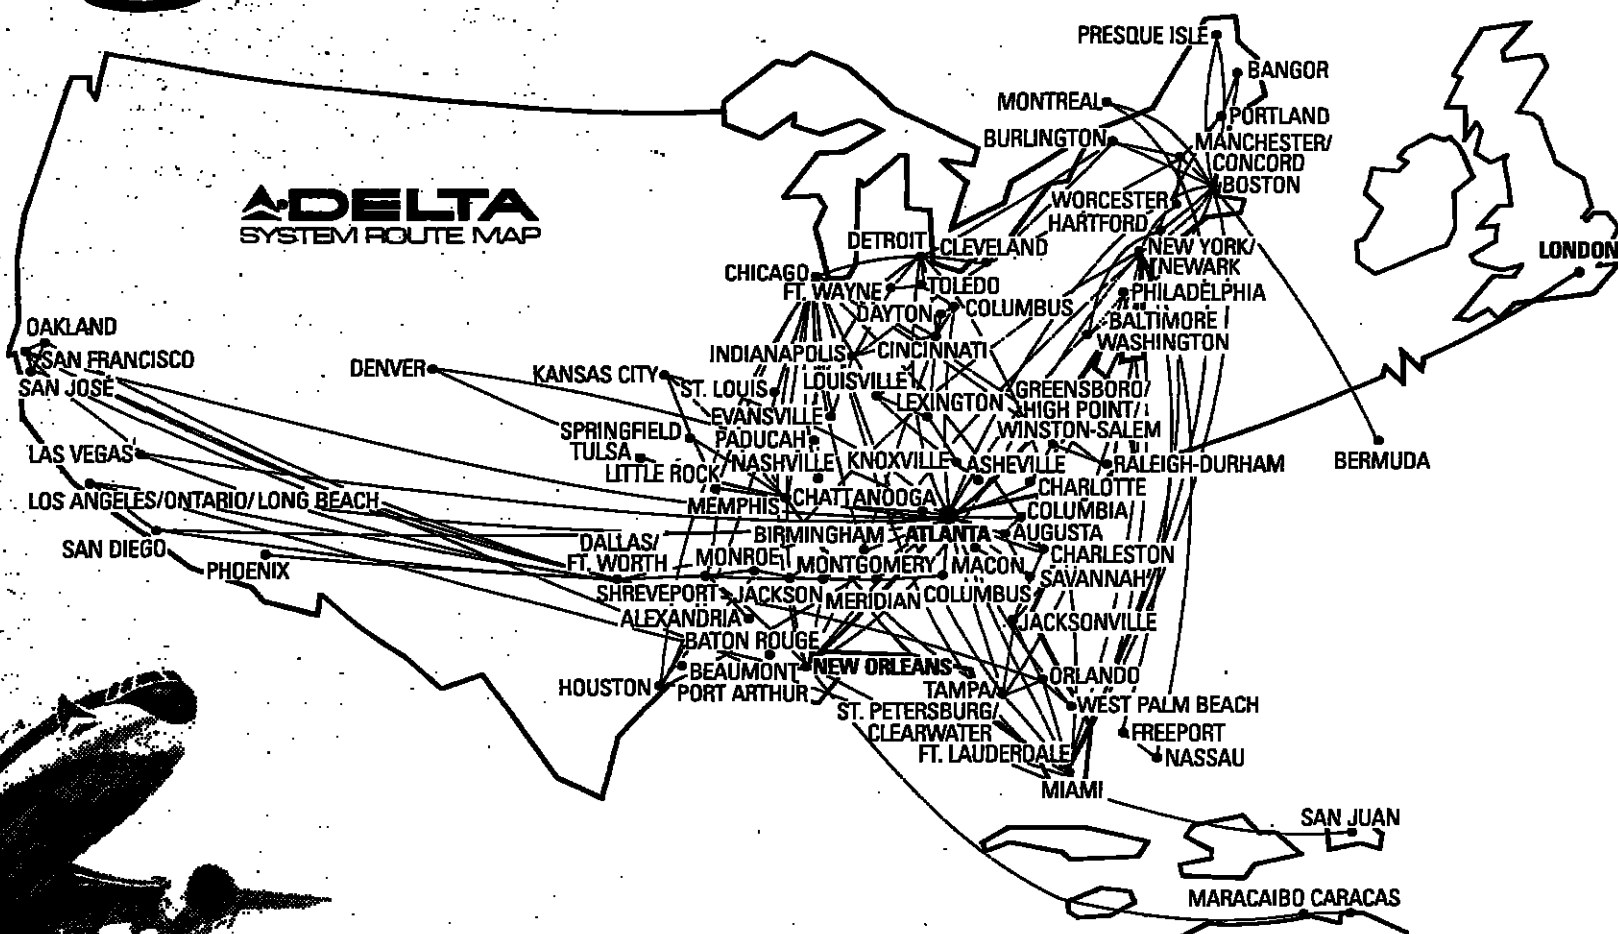 PRESQUE ISLE
BANGOR
MONTREAL
PORTLAND
BURLINGTON
MANCHESTER/
CONCORD
BOSTON
WORCESTER
HARTFORD
DELTA
SYSTEM ROUTE MAP
DETROIT
CLEVELAND
NEW YORK/
NEWARK
LONDON
CHICAGO
FT. WAYNE
TOLEDO
PHILADELPHIA
COLUMBUS
DAYTON
BALTIMORE
WASHINGTON
OAKLAND
SAN FRANCISCO
SAN JOSE
DENVER
KANSAS CITY
INDIANAPOLIS
CINCINNATI
ST. LOUIS
LOUISVILLE
LEXINGTON
GREENSBORO/
HIGH POINT/
WINSTON-SALEM
EVANSVILLE
SPRINGFIELD
PADUCAH
TULSA
LAS VEGAS
NASHVILLE
KNOXVILLE
ASHEVILLE
RALEIGH-DURHAM
BERMUDA
LITTLE ROCK
LOS ANGELES/ONTARIO/LONG BEACH
MEMPHIS
CHATTANOOGA
CHARLOTTE
COLUMBIA
BIRMINGHAM
ATLANTA
AUGUSTA
SAN DIEGO
PHOENIX
DALLAS/
FT. WORTH
MONROE
MONTGOMERY
MACON
CHARLESTON
SAVANNAH
SHREVEPORT
JACKSON
MERIDIAN
COLUMBUS
ALEXANDRIA
JACKSONVILLE
BATON ROUGE
BEAUMONT
PORT ARTHUR
NEW ORLEANS
HOUSTON
TAMPA/
ST. PETERSBURG/
CLEARWATER
ORLANDO
WEST PALM BEACH
FREEPORT
FT. LAUDERDALE
NASSAU
MIAMI
SAN JUAN
MARACAIBO CARACAS